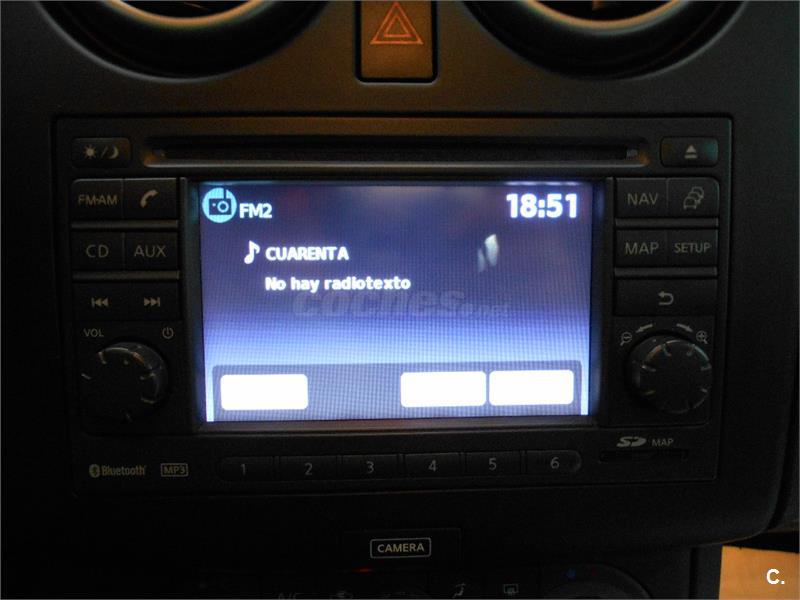 FM·AM
NAV
FM2
18:51
CD
AUX
MAP
SETUP
CUARENTA
No hay radiotexto
coches.net
VOL
SD MAP
Bluetooth
MP3
1 2 3 4 5 6
CAMERA
A/C
C.